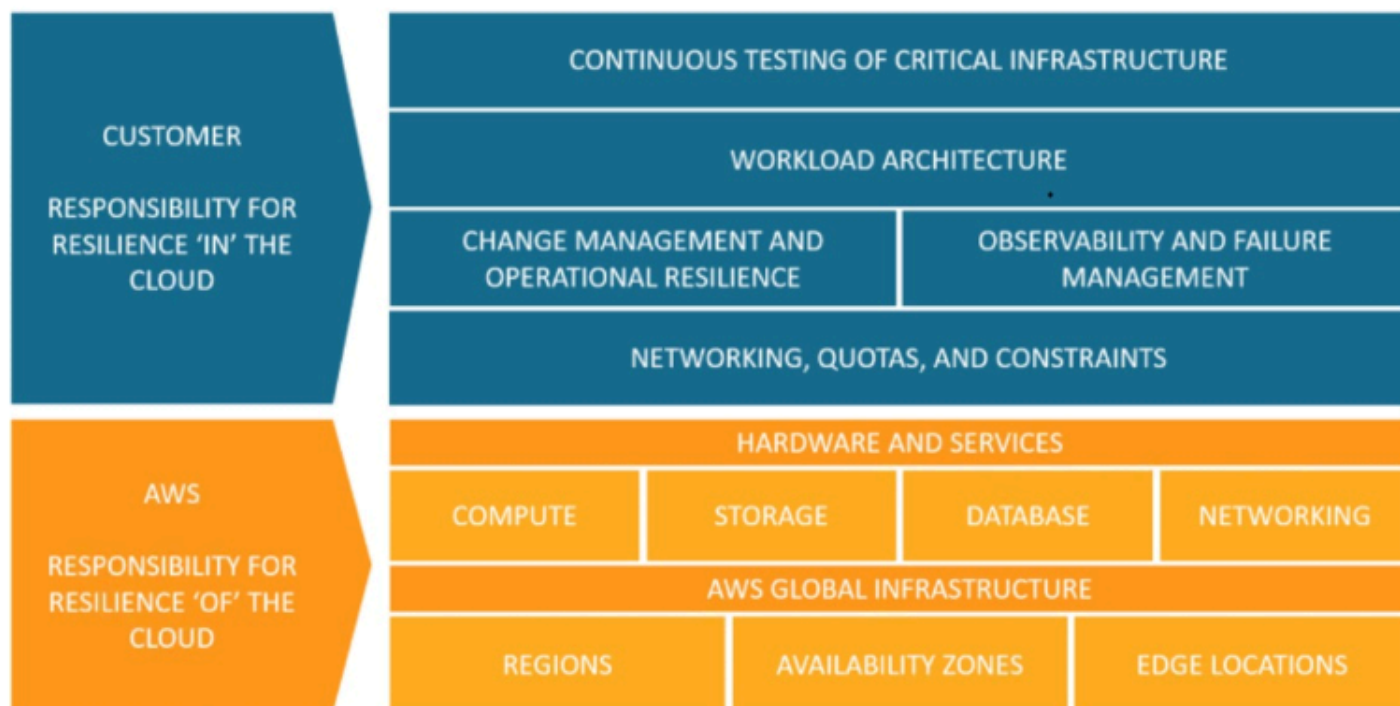 CUSTOMER
RESPONSIBILITY FOR
RESILIENCE ‘IN’ THE
CLOUD
CONTINUOUS TESTING OF CRITICAL INFRASTRUCTURE
WORKLOAD ARCHITECTURE
CHANGE MANAGEMENT AND
OPERATIONAL RESILIENCE
OBSERVABILITY AND FAILURE
MANAGEMENT
NETWORKING, QUOTAS, AND CONSTRAINTS
AWS
RESPONSIBILITY FOR
RESILIENCE ‘OF’ THE
CLOUD
HARDWARE AND SERVICES
COMPUTE
STORAGE
DATABASE
NETWORKING
AWS GLOBAL INFRASTRUCTURE
REGIONS
AVAILABILITY ZONES
EDGE LOCATIONS